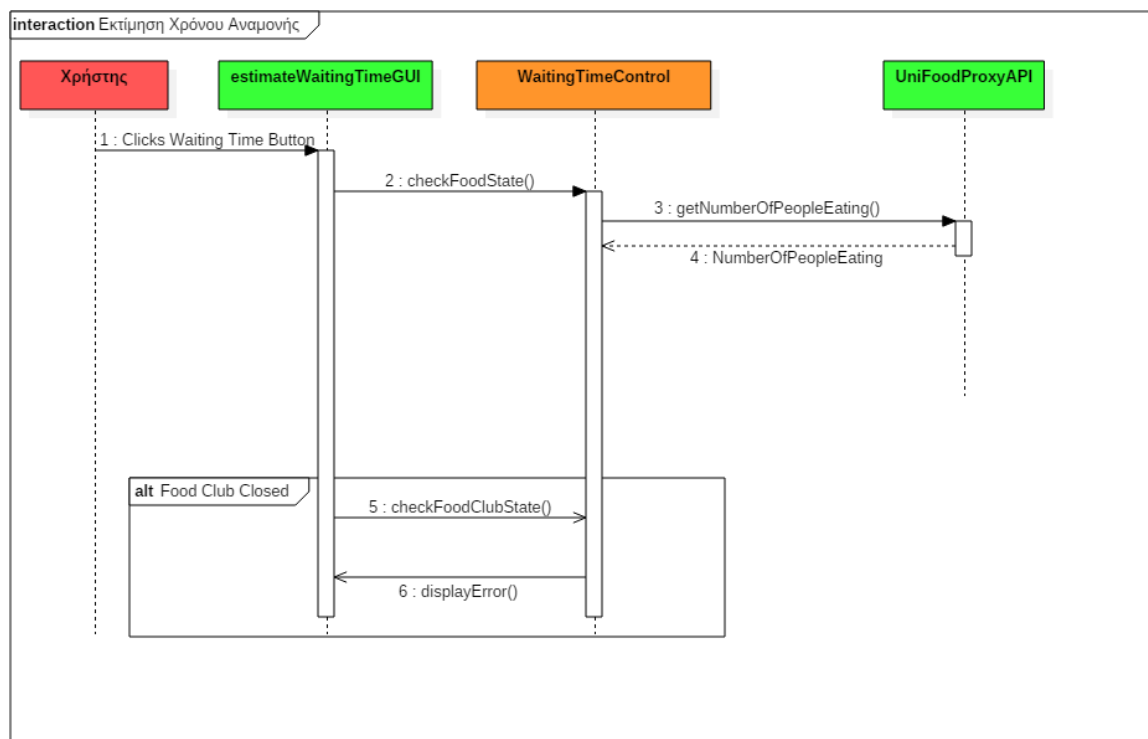 interaction Εκτίμηση Χρόνου Αναμονής
Χρήστης
estimateWaitingTimeGUI
WaitingTimeControl
UniFoodProxyAPI
1 : Clicks Waiting Time Button
2 : checkFoodState()
3 : getNumberOfPeopleEating()
4 : NumberOfPeopleEating
alt Food Club Closed
5 : checkFoodClubState()
6 : displayError()